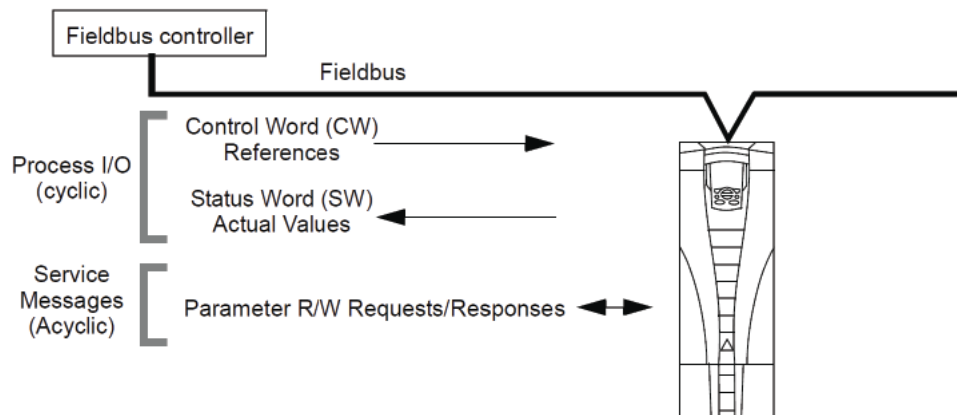 Fieldbus controller
Fieldbus
Process I/O
(cyclic)
Control Word (CW)
References
Status Word (SW)
Actual Values
Service
Messages
(Acyclic)
Parameter R/W Requests/Responses